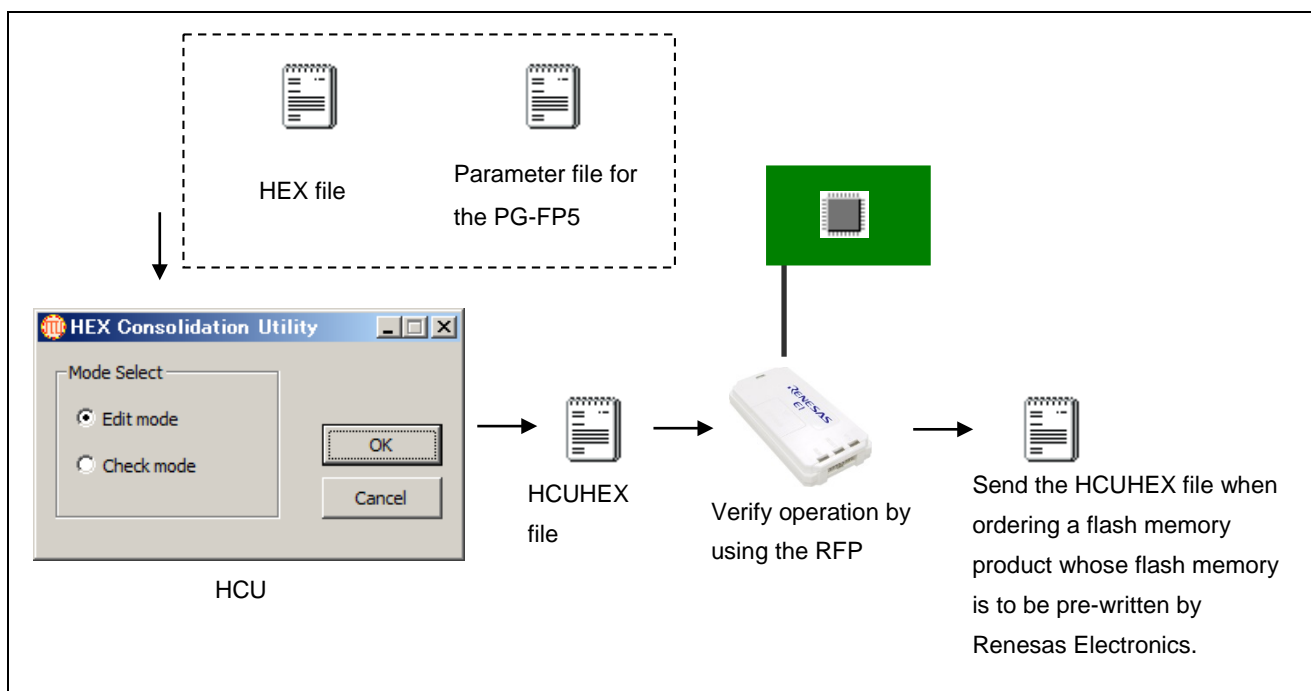 HEX file
Parameter file for
the PG-FP5
HEX Consolidation Utility
Mode Select
Edit mode
Check mode
OK
Cancel
HCU
HCUHEX
file
RENESAS
E1
Verify operation by
using the RFP
Send the HCUHEX file when
ordering a flash memory
product whose flash memory
is to be pre-written by
Renesas Electronics.